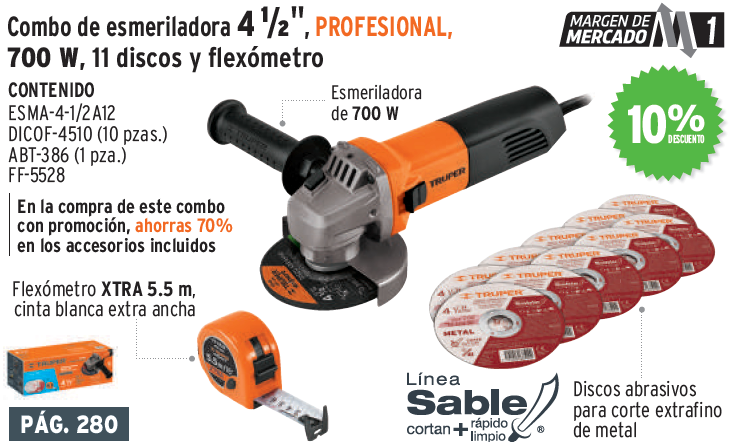 Combo de esmeriladora 4 ½", PROFESIONAL,
700 W, 11 discos y flexómetro
MARGEN DE
MERCADO 1
CONTENIDO
ESMA-4-1/2A12
DICOF-4510 (10 pzas.)
ABT-386 (1 pza.)
FF-5528
Esmeriladora
de 700 W
10%
DESCUENTO
En la compra de este combo
con promoción, ahorras 70%
en los accesorios incluidos
TRUPER
Flexómetro XTRA 5.5 m,
cinta blanca extra ancha
TRUPER
METAL
Línea
Sable
cortan + rápido
limpio
Discos abrasivos
para corte extrafino
de metal
PÁG. 280